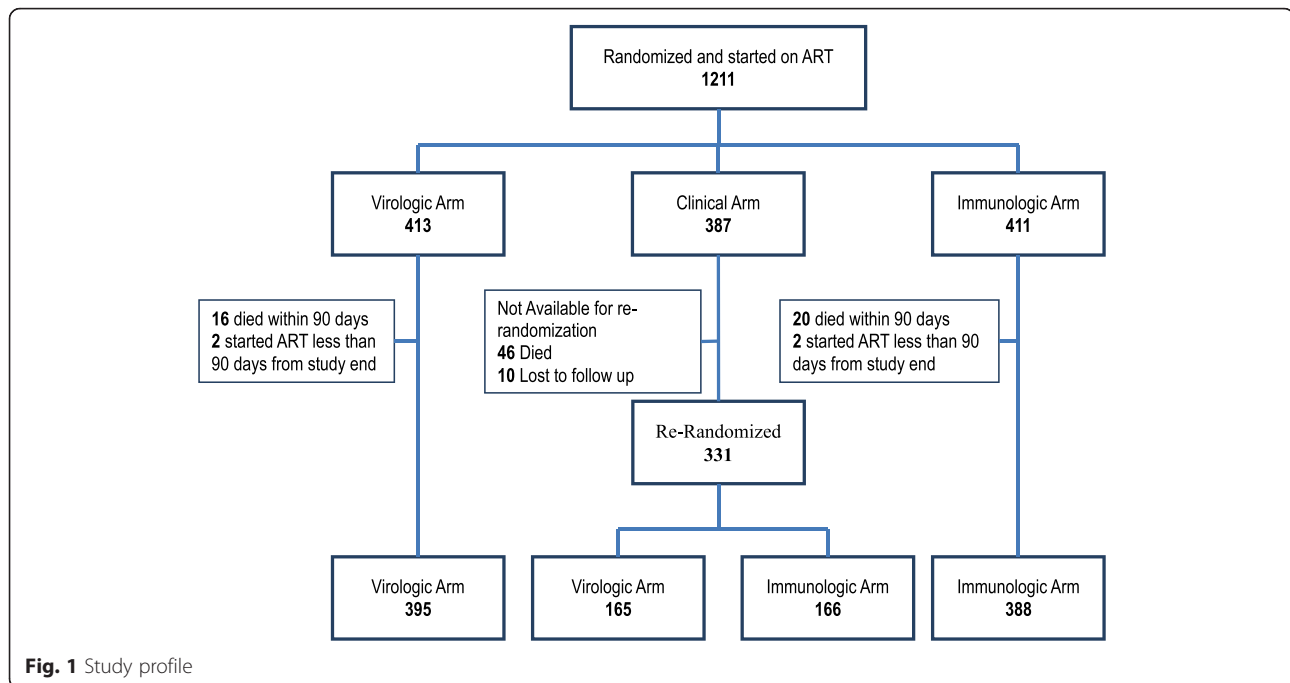 Randomized and started on ART
1211
Virologic Arm
413
Clinical Arm
387
Immunologic Arm
411
16 died within 90 days
2 started ART less than
90 days from study end
Not Available for re-
randomization
46 Died
10 Lost to follow up
20 died within 90 days
2 started ART less than 90
days from study end
Re-Randomized
331
Virologic Arm
395
Virologic Arm
165
Immunologic Arm
166
Immunologic Arm
388
Fig. 1 Study profile